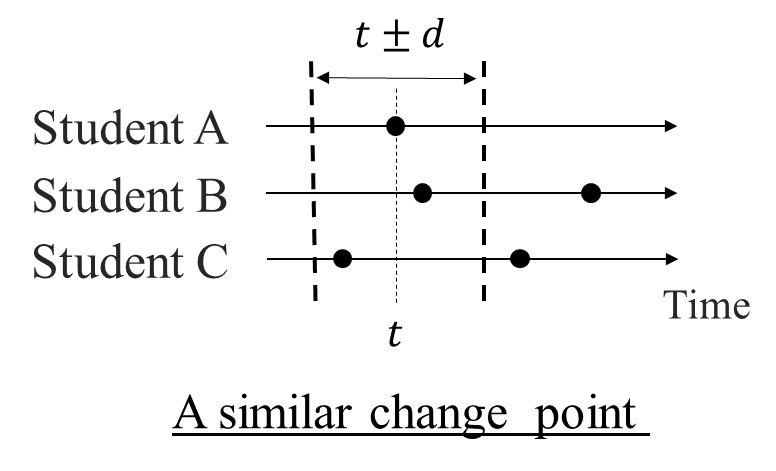 t ± d
Student A
Student B
Student C
Time
t
A similar change point